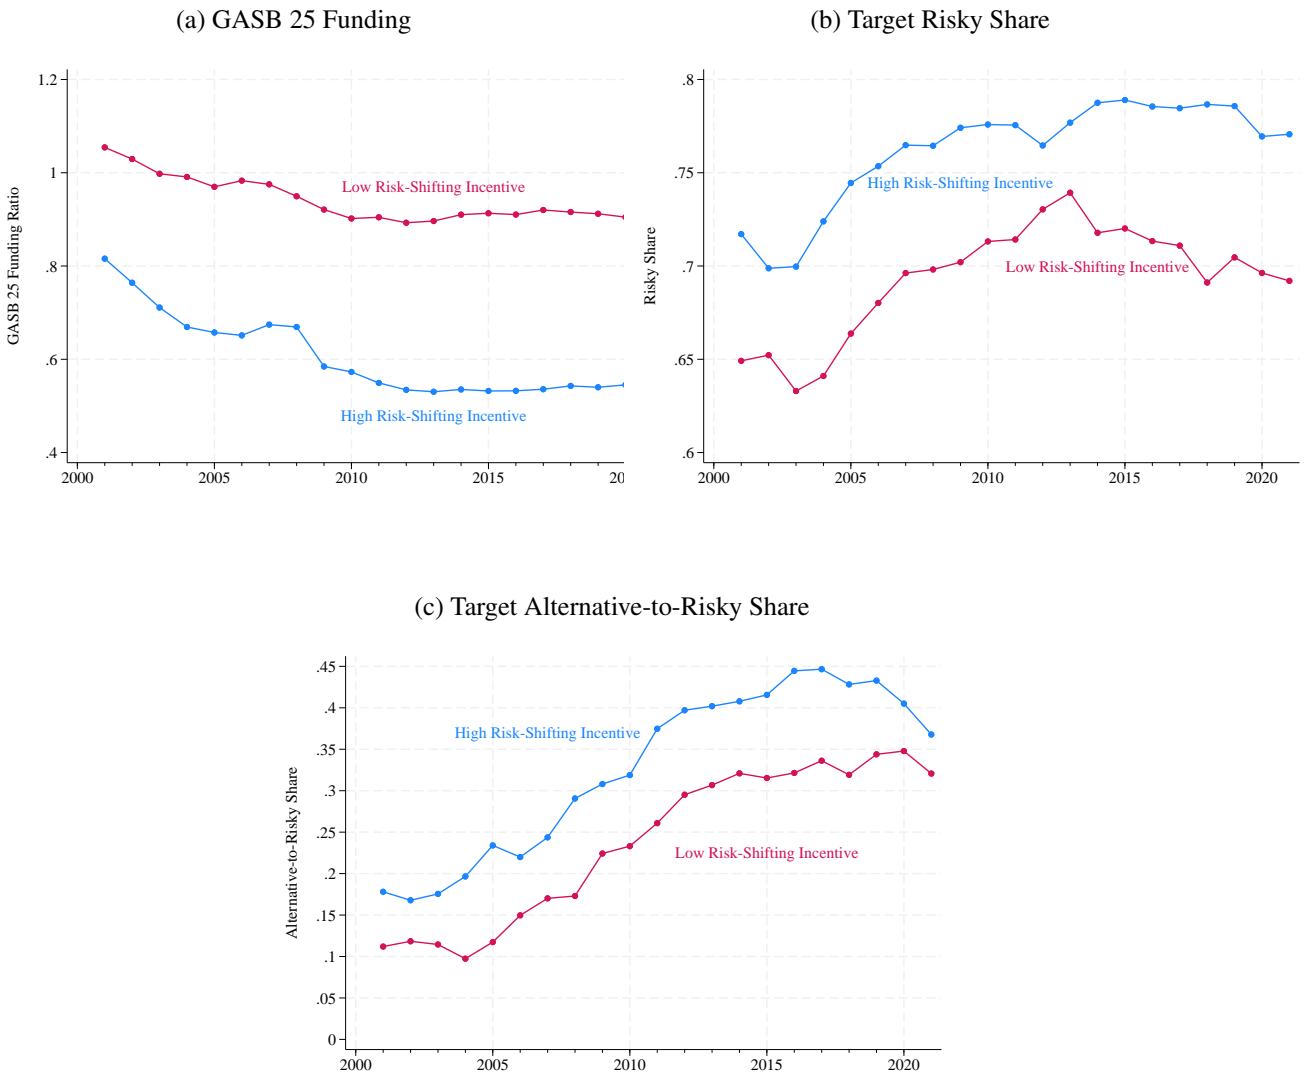 (a) GASB 25 Funding
GASB 25 Funding Ratio
1.2
1
.8
.6
.4
Low Risk-Shifting Incentive
High Risk-Shifting Incentive
2000 2005 2010 2015 20
(b) Target Risky Share
Risky Share
.8
.75
.7
.65
.6
High Risk-Shifting Incentive
Low Risk-Shifting Incentive
2000 2005 2010 2015 2020
(c) Target Alternative-to-Risky Share
Alternative-to-Risky Share
.45
.4
.35
.3
.25
.2
.15
.1
.05
0
High Risk-Shifting Incentive
Low Risk-Shifting Incentive
2000 2005 2010 2015 2020